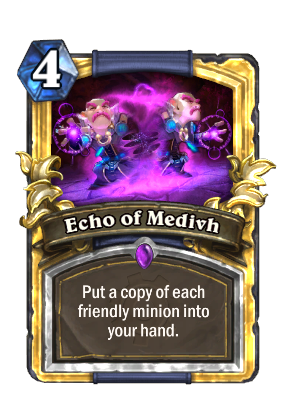 4
Echo of Medivh
Put a copy of each
friendly minion into
your hand.